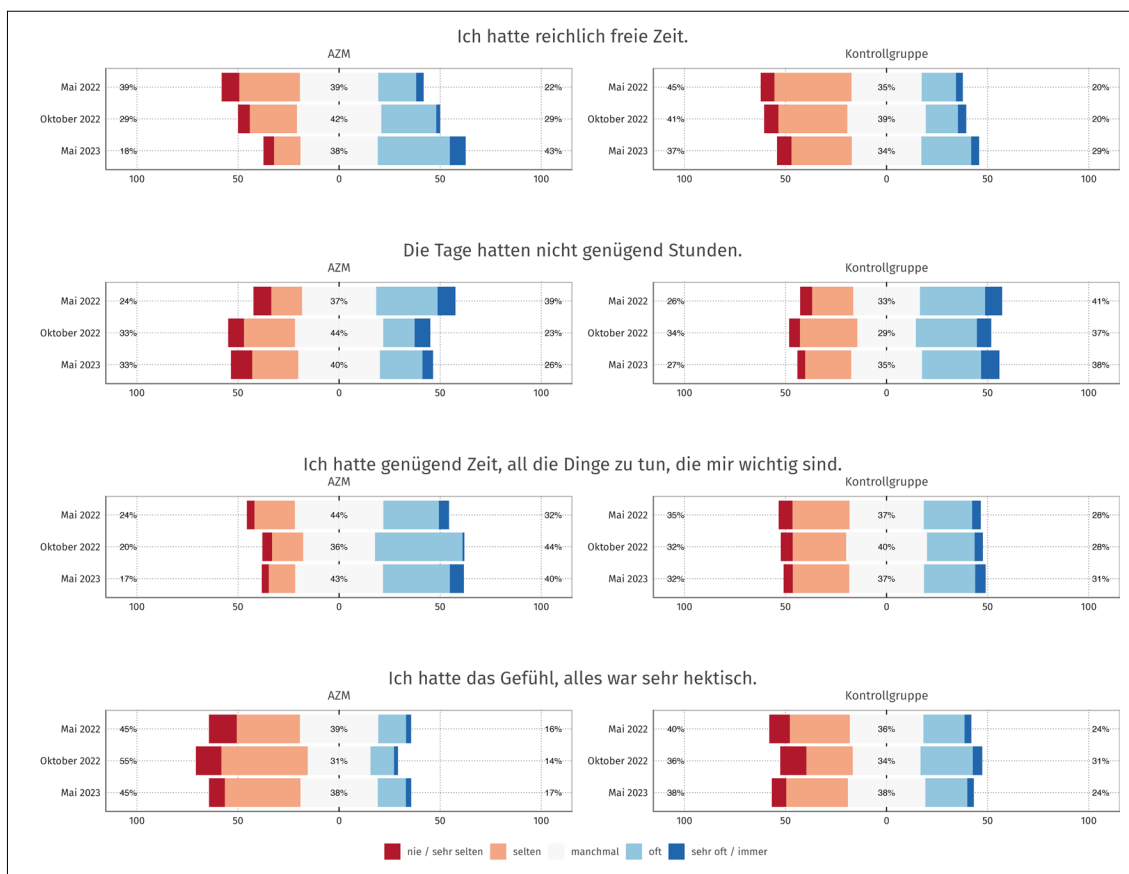 Ich hatte reichlich freie Zeit.
AZM Kontrollgruppe
Mai 2022 39% 39% 22% Mai 2022 45% 35% 20%
Oktober 2022 29% 42% 29% Oktober 2022 41% 39% 20%
Mai 2023 18% 38% 43% Mai 2023 37% 34% 29%
100 50 0 50 100 100 50 0 50 100
Die Tage hatten nicht genügend Stunden.
AZM Kontrollgruppe
Mai 2022 24% 37% 39% Mai 2022 26% 33% 41%
Oktober 2022 33% 44% 23% Oktober 2022 34% 29% 37%
Mai 2023 33% 40% 26% Mai 2023 27% 35% 38%
100 50 0 50 100 100 50 0 50 100
Ich hatte genügend Zeit, all die Dinge zu tun, die mir wichtig sind.
AZM Kontrollgruppe
Mai 2022 24% 44% 32% Mai 2022 35% 37% 28%
Oktober 2022 20% 36% 44% Oktober 2022 32% 40% 28%
Mai 2023 17% 43% 40% Mai 2023 32% 37% 31%
100 50 0 50 100 100 50 0 50 100
Ich hatte das Gefühl, alles war sehr hektisch.
AZM Kontrollgruppe
Mai 2022 45% 39% 16% Mai 2022 40% 36% 24%
Oktober 2022 55% 31% 14% Oktober 2022 36% 34% 31%
Mai 2023 45% 38% 17% Mai 2023 38% 38% 24%
100 50 0 50 100 100 50 0 50 100
nie / sehr selten selten manchmal oft sehr oft / immer